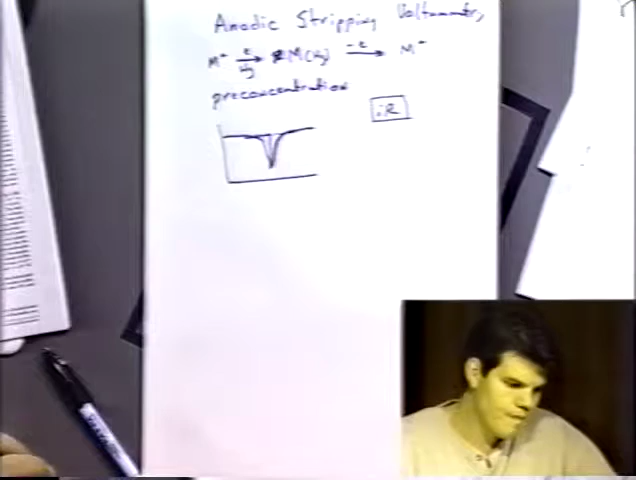 Anodic Stripping Voltammetry
M⁺ e→ Hg M(Hg) -e→ M⁺
preconcentration
iR